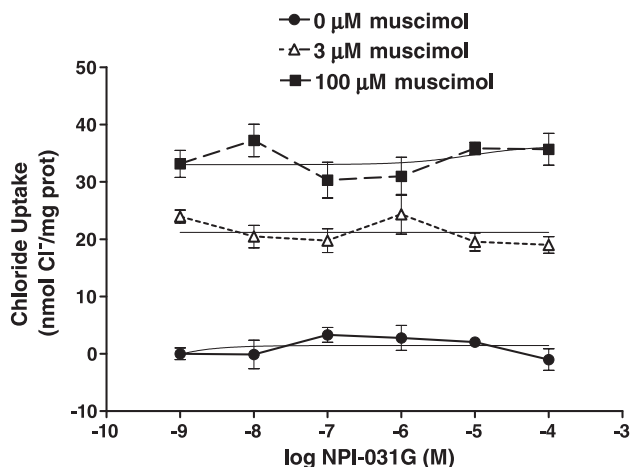 0 μM muscimol
3 μM muscimol
100 μM muscimol
50
40
30
20
10
0
-10
-10
-9
-8
-7
-6
-5
-4
-3
Chloride Uptake
(nmol Cl⁻/mg prot)
log NPI-031G (M)